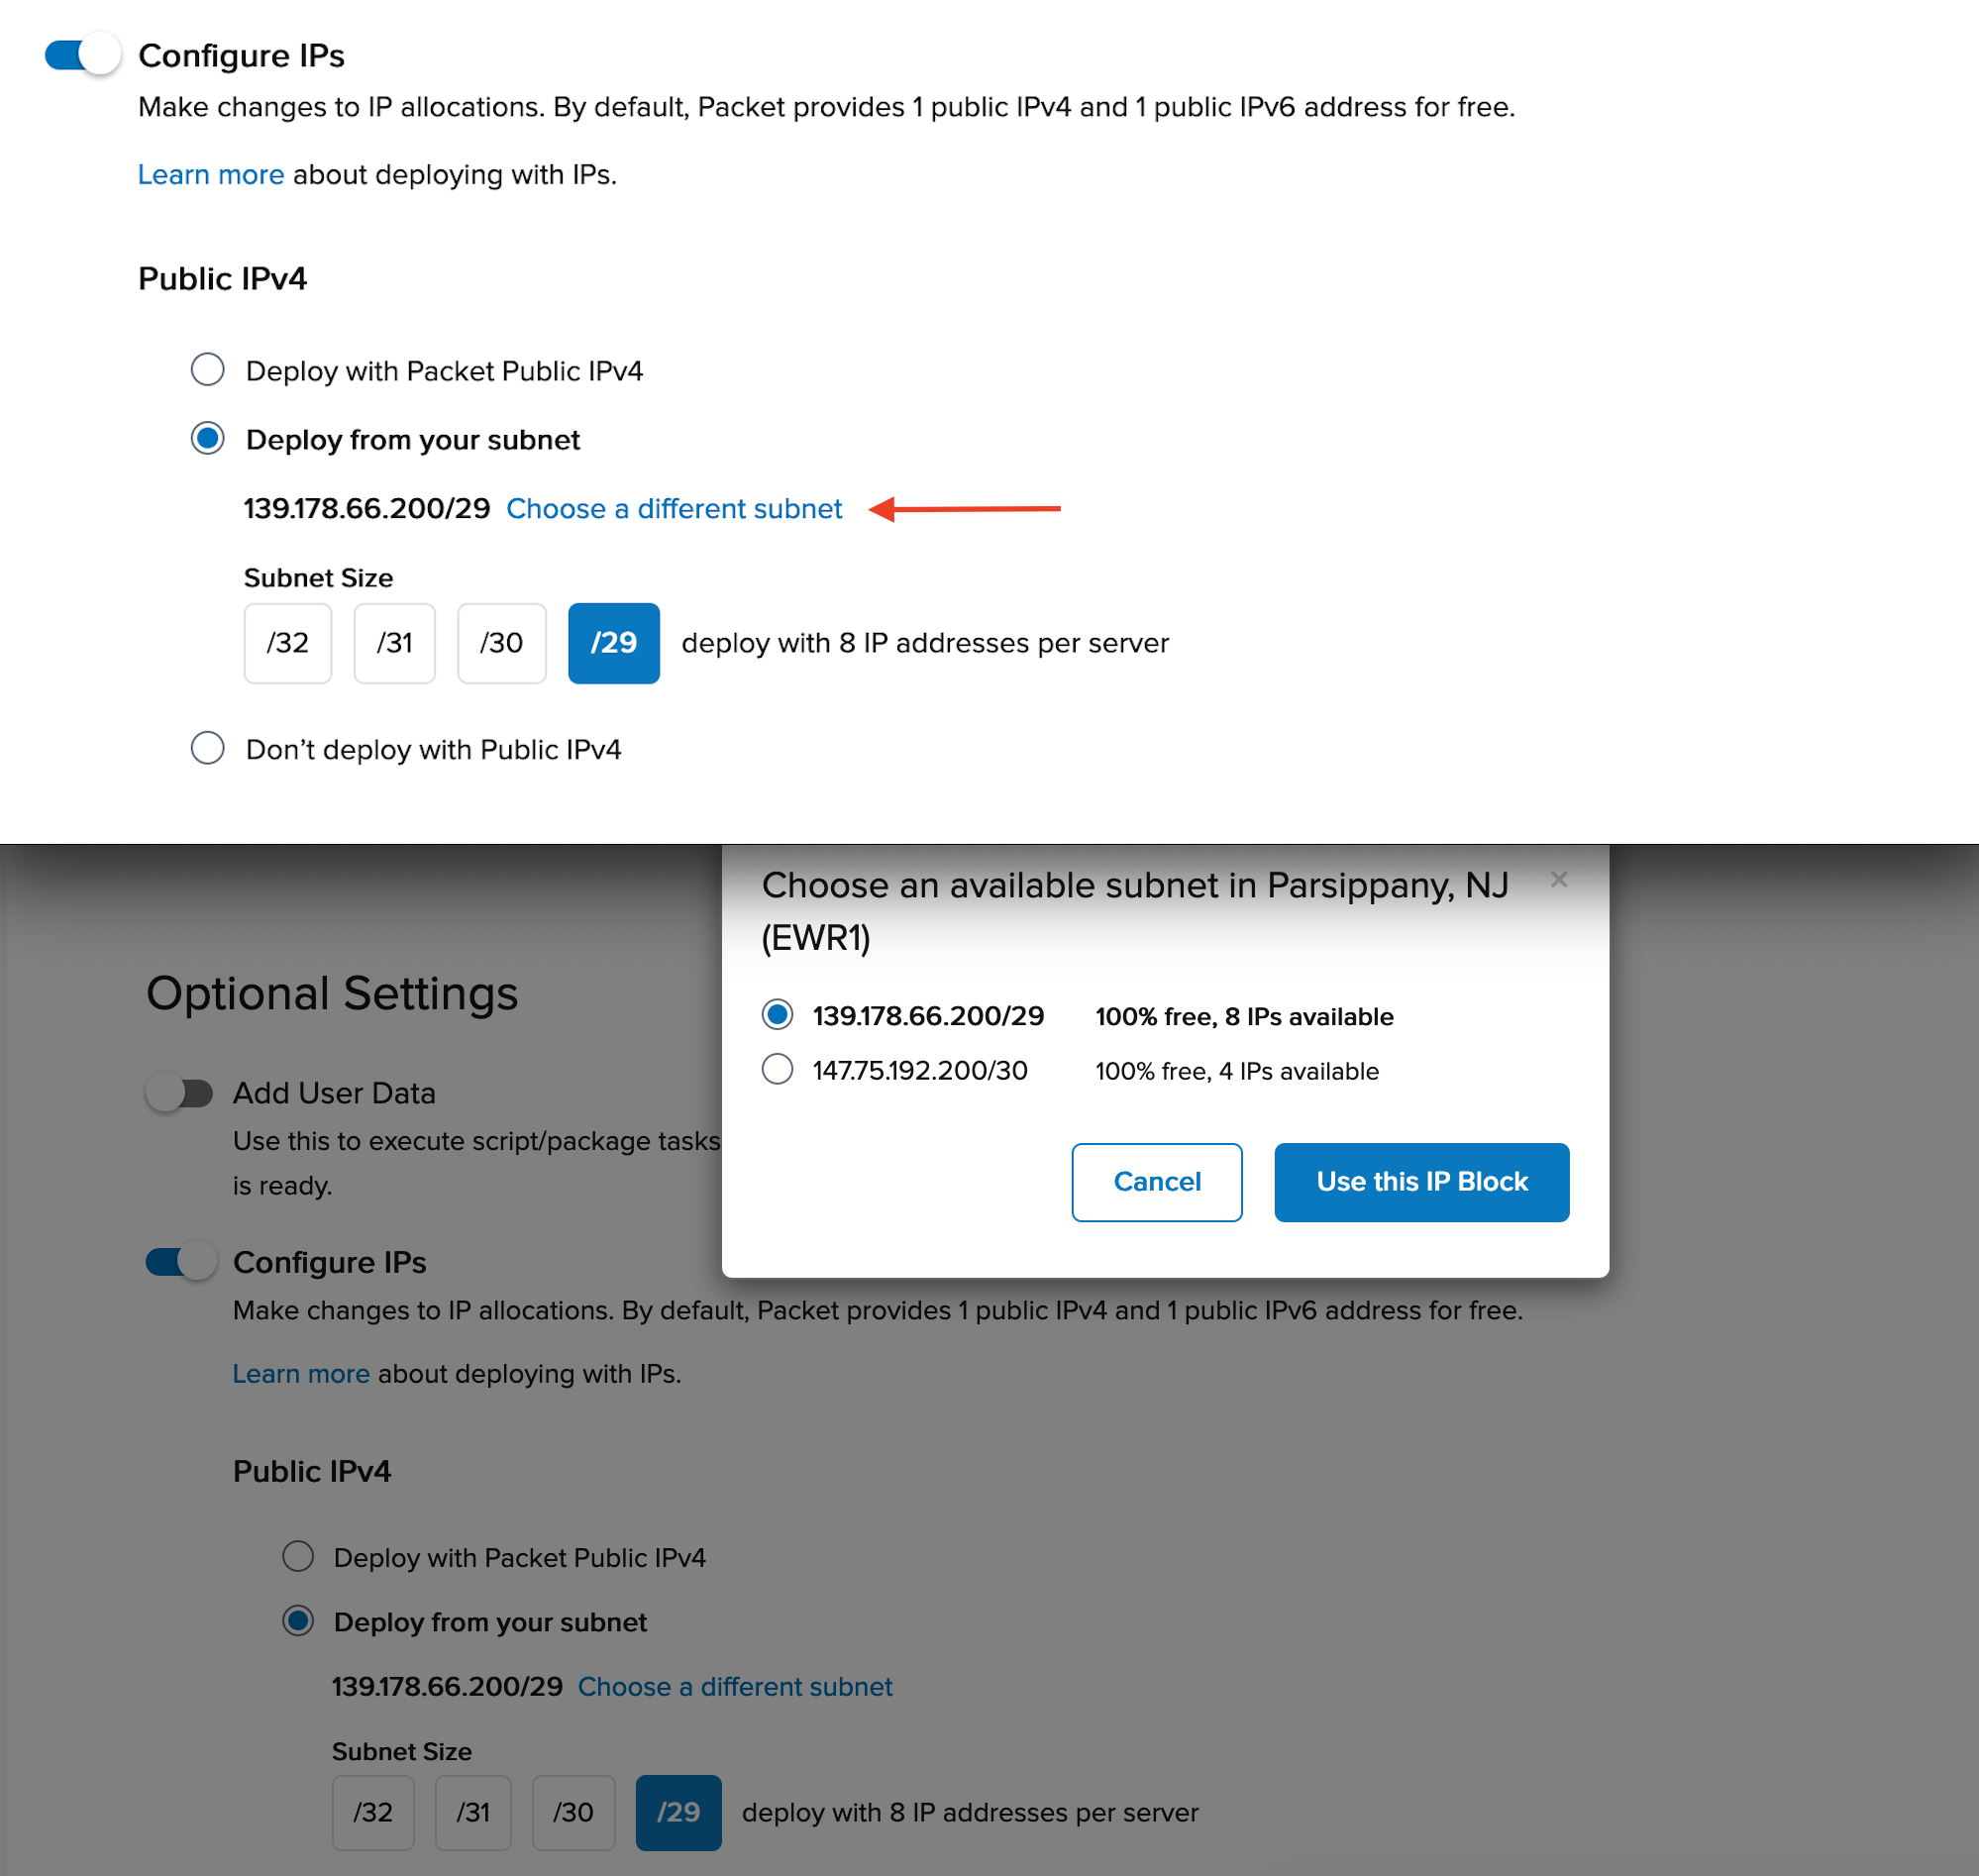 Configure IPs
Make changes to IP allocations. By default, Packet provides 1 public IPv4 and 1 public IPv6 address for free.
Learn more about deploying with IPs.
Public IPv4
Deploy with Packet Public IPv4
Deploy from your subnet
139.178.66.200/29 Choose a different subnet
Subnet Size
/32 /31 /30 /29 deploy with 8 IP addresses per server
Don’t deploy with Public IPv4
Choose an available subnet in Parsippany, NJ
(EWR1)
139.178.66.200/29 100% free, 8 IPs available
147.75.192.200/30 100% free, 4 IPs available
Cancel Use this IP Block
Optional Settings
Add User Data
Use this to execute script/package tasks
is ready.
Configure IPs
Make changes to IP allocations. By default, Packet provides 1 public IPv4 and 1 public IPv6 address for free.
Learn more about deploying with IPs.
Public IPv4
Deploy with Packet Public IPv4
Deploy from your subnet
139.178.66.200/29 Choose a different subnet
Subnet Size
/32 /31 /30 /29 deploy with 8 IP addresses per server